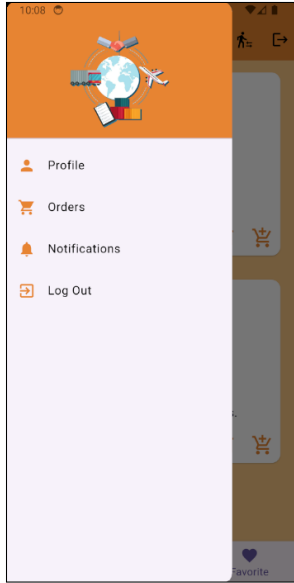 10:08
Profile
Orders
Notifications
Log Out
s.
Favorite